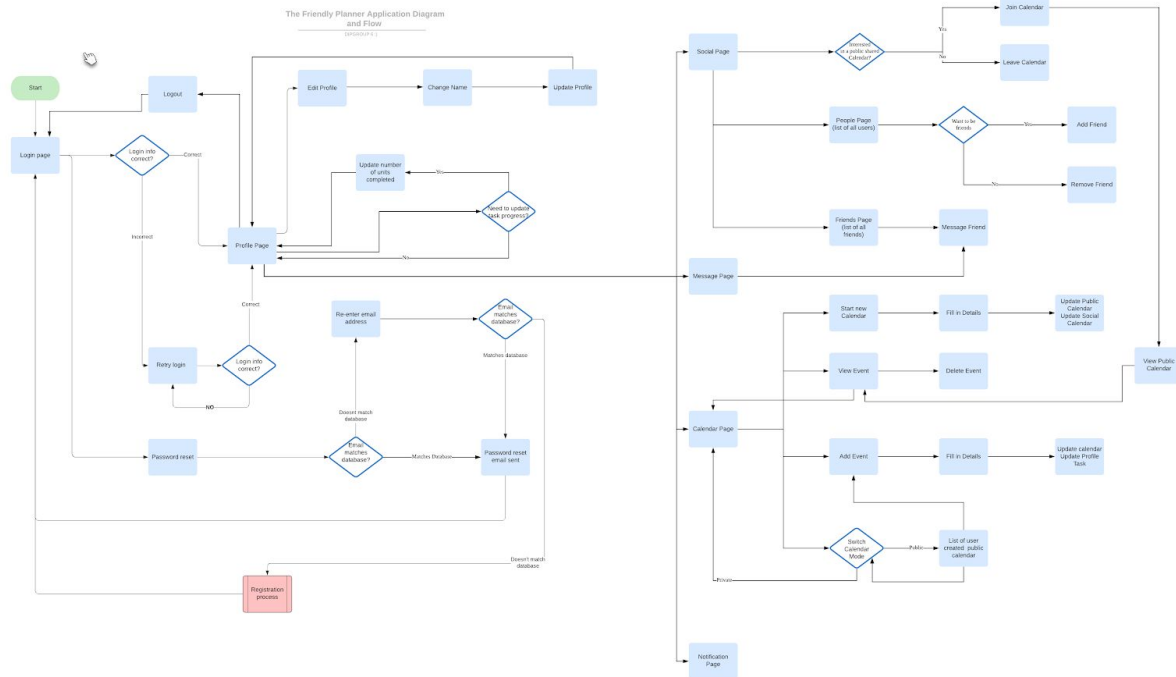 The Friendly Planner Application Diagram
and Flow
Start
Logout
Edit Profile
Change Name
Update Profile
Login page
Login info
correct?
Correct
Update number
of units
completed
Yes
Need to update
task progress?
Incorrect
Profile Page
No
Correct
Re-enter email
address
Email
matches
database?
Matches database
Retry login
Login info
correct?
NO
Doesnt match
database
Password reset
Email
matches
database?
Matches Database
Password reset
email sent
Doesn't match
database
Registration
process
Social Page
Interested
in a public shared
Calendar?
Yes
No
Join Calendar
Leave Calendar
People Page
(list of all users)
Want to be
friends
Yes
Add Friend
No
Remove Friend
Friends Page
(list of all
friends)
Message Friend
Message Page
Start new
Calendar
Fill in Details
Update Public
Calendar
Update Social
Calendar
View Event
Delete Event
View Public
Calendar
Calendar Page
Add Event
Fill in Details
Update calendar
Update Profile
Task
Switch
Calendar
Mode
Public
List of user
created public
calendar
Private
Notification
Page